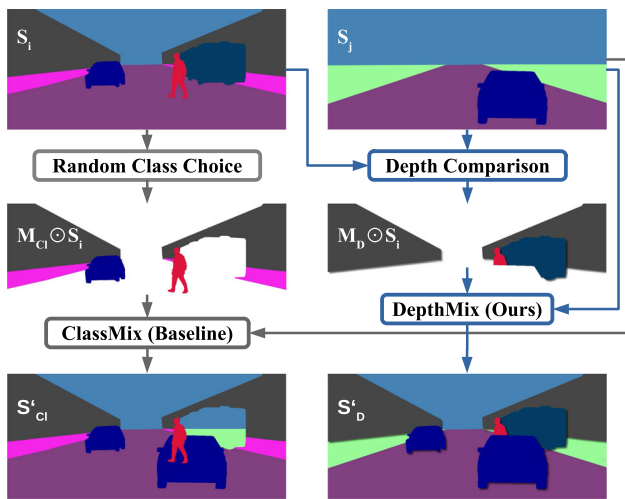 S_i
S_j
Random Class Choice
Depth Comparison
M_Cl⊙S_i
M_D⊙S_i
DepthMix (Ours)
ClassMix (Baseline)
S‘_Cl
S‘_D